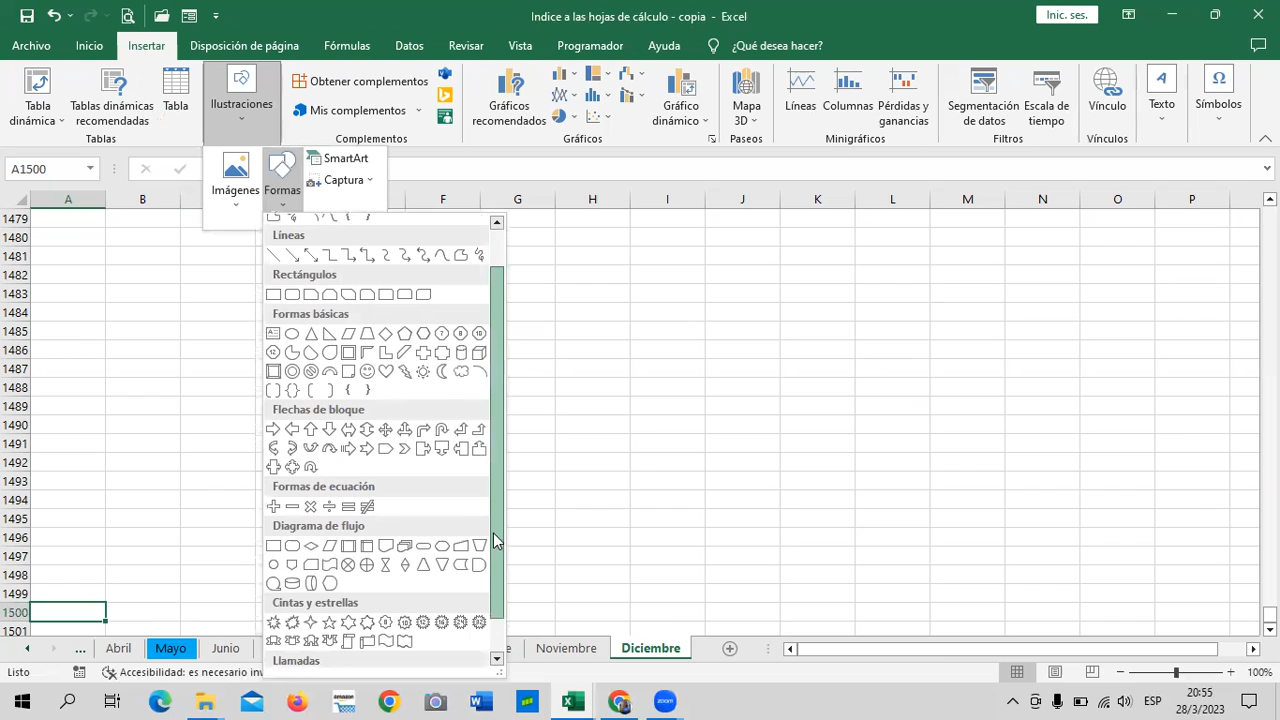 Indice a las hojas de cálculo - copia - Excel
Inic. ses.
Archivo Inicio Insertar Disposición de página Fórmulas Datos Revisar Vista Programador Ayuda ¿Qué desea hacer?
Tabla dinámica
Tablas dinámicas recomendadas
Tabla
Tablas
Ilustraciones
Obtener complementos
Mis complementos
Complementos
Gráficos recomendados
Gráfico dinámico
Gráficos
Mapa 3D
Paseos
Líneas
Columnas
Pérdidas y ganancias
Minigráficos
Segmentación de datos
Escala de tiempo
Filtros
Vínculo
Vínculos
Texto
Símbolos
A1500
Imágenes
Formas
SmartArt
Captura
A B F G H I J K L M N O P
Líneas
Rectángulos
Formas básicas
Flechas de bloque
Formas de ecuación
Diagrama de flujo
Cintas y estrellas
Llamadas
1479
1480
1481
1482
1483
1484
1485
1486
1487
1488
1489
1490
1491
1492
1493
1494
1495
1496
1497
1498
1499
1500
1501
... Abril Mayo Junio e Noviembre Diciembre
Listo
Accesibilidad: es necesario inv
100%
amazon
W
zoom
ESP
20:55
28/3/2023